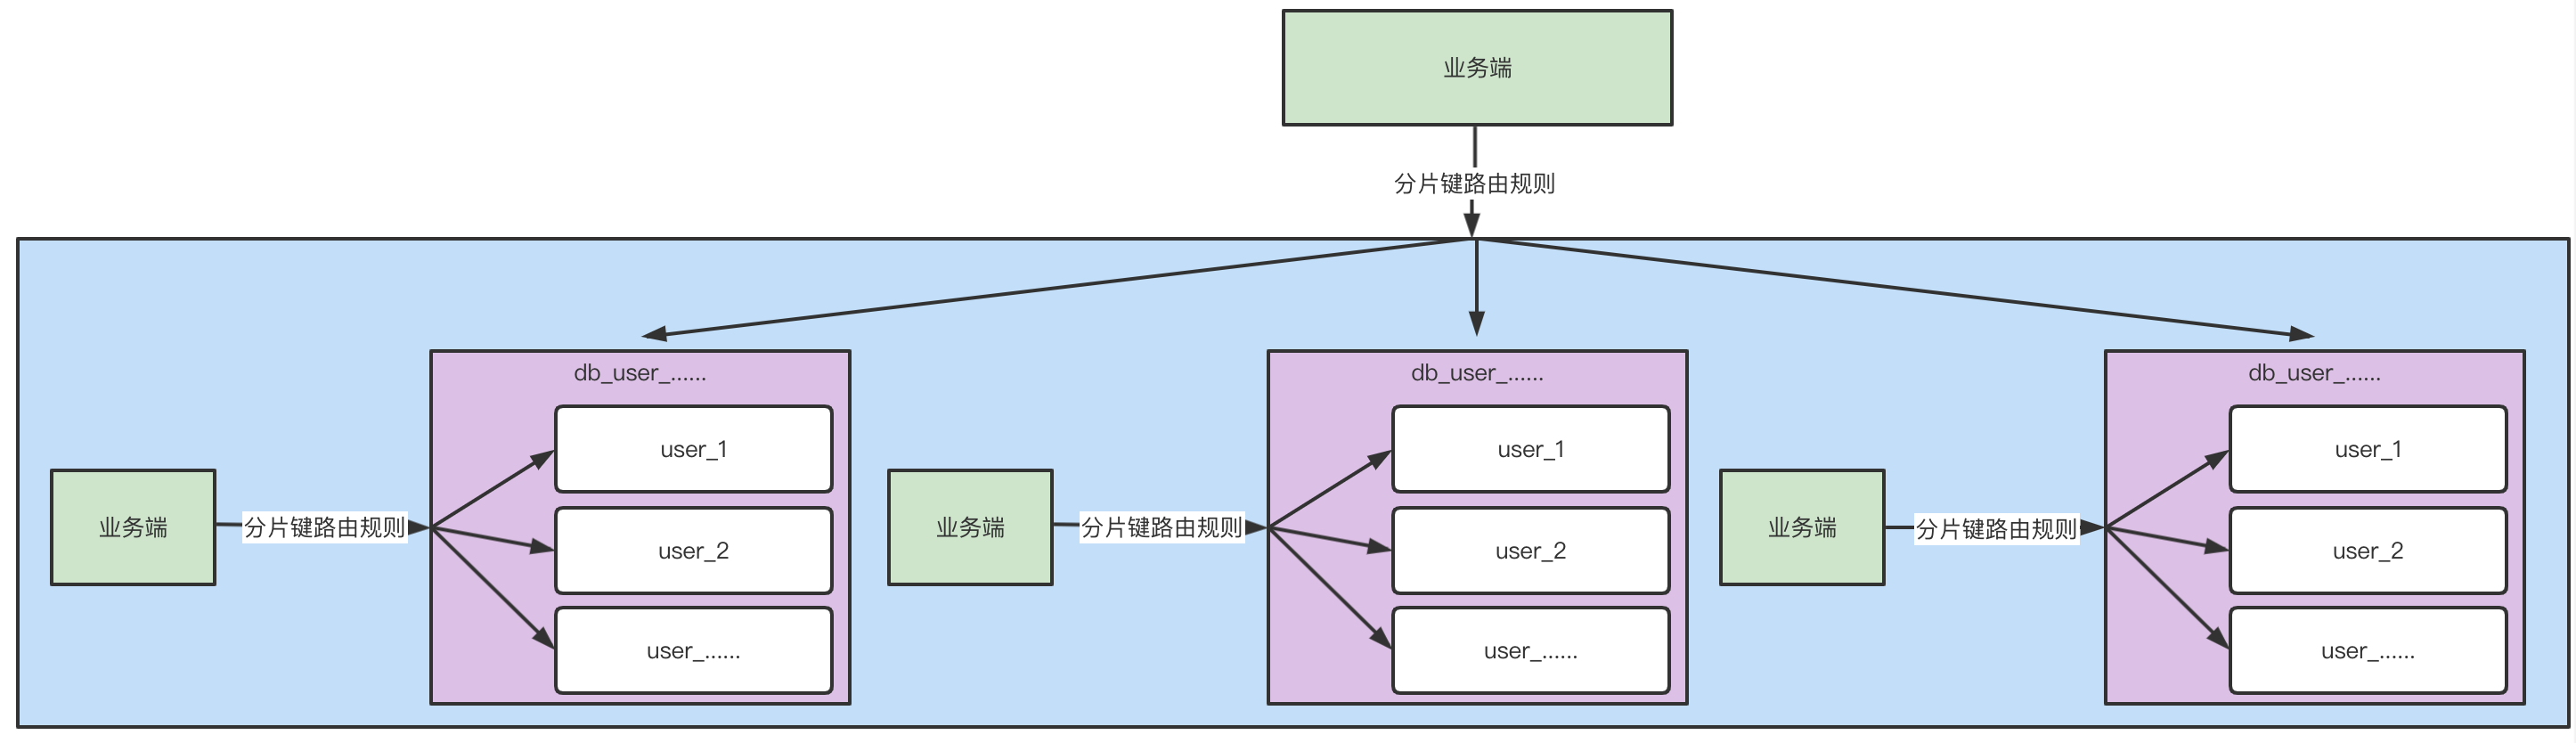 业务端
分片键路由规则
db_user_......
user_1
业务端
分片键路由规则
user_2
user_......
db_user_......
user_1
业务端
分片键路由规则
user_2
user_......
db_user_......
user_1
业务端
分片键路由规则
user_2
user_......